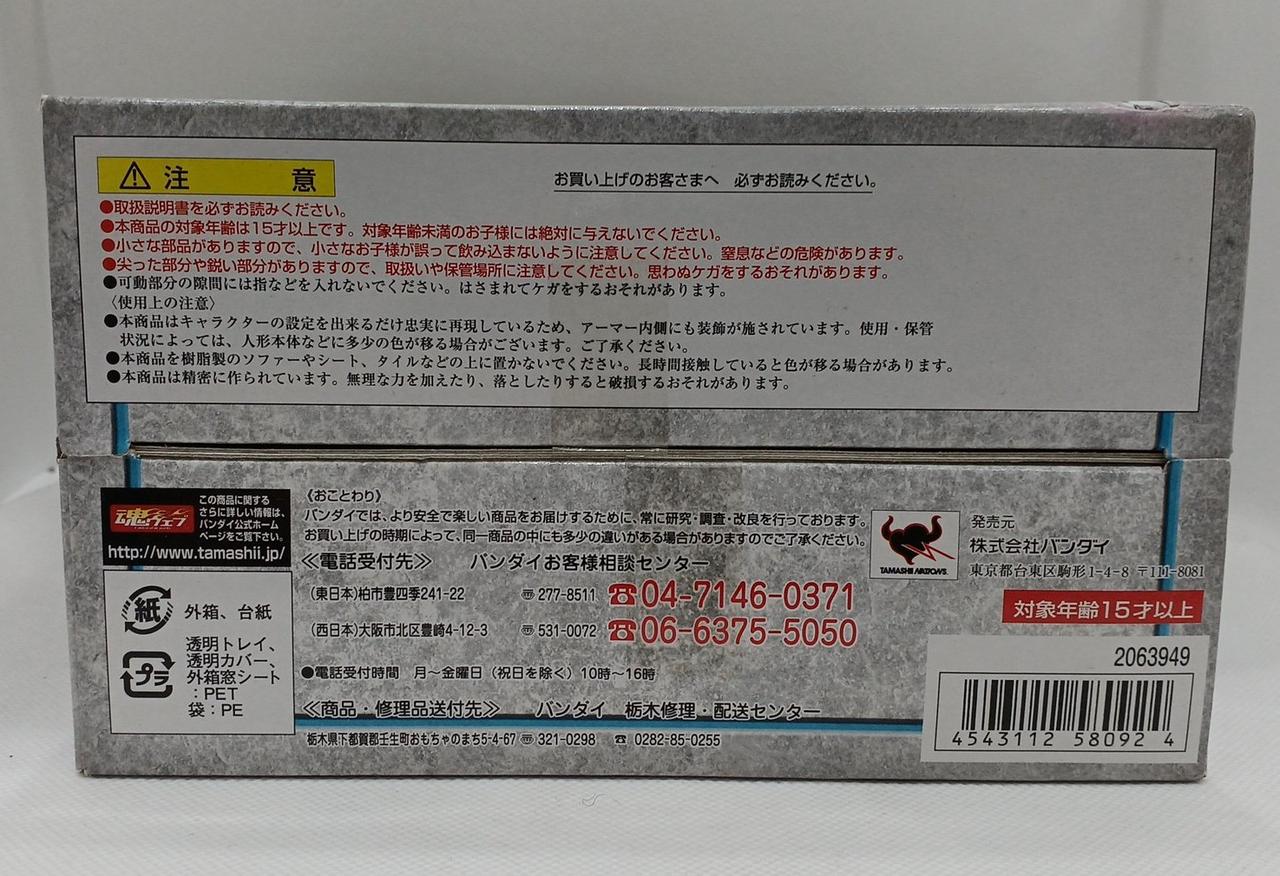 注 意
お買い上げのお客さまへ 必ずお読みください。
●取扱説明書を必ずお読みください。
●本商品の対象年齢は15才以上です。対象年齢未満のお子様には絶対に与えないでください。
●小さな部品がありますので、小さなお子様が誤って飲み込まないように注意してください。窒息などの危険があります。
●尖った部分や鋭い部分がありますので、取扱いや保管場所に注意してください。思わぬケガをするおそれがあります。
●可動部分の隙間には指などを入れないでください。はさまれてケガをするおそれがあります。
〈使用上の注意〉
●本商品はキャラクターの設定を出来るだけ忠実に再現しているため、アーマー内側にも装飾が施されています。使用・保管
状況によっては、人形本体などに多少の色が移る場合がございます。ご了承ください。
●本商品を樹脂製のソファーやシート、タイルなどの上に置かないでください。長時間接触していると色が移る場合があります。
●本商品は精密に作られています。無理な力を加えたり、落としたりすると破損するおそれがあります。
魂ウェブ
この商品に関する
さらに詳しい情報は、
バンダイ公式ホーム
ページをご覧下さい。
http://www.tamashii.jp/
紙
外箱、台紙
プラ
透明トレイ、
透明カバー、
外箱窓シート
:PET
袋:PE
《おことわり》
バンダイでは、より安全で楽しい商品をお届けするために、常に研究・調査・改良を行っております。
お買い上げの時期によって、同一商品の中にも多少の違いがある場合がありますのでご了承ください。
≪電話受付先≫ バンダイお客様相談センター
(東日本)柏市豊四季241-22 〒277-8511 ☎04-7146-0371
(西日本)大阪市北区豊崎4-12-3 〒531-0072 ☎06-6375-5050
●電話受付時間 月〜金曜日(祝日を除く)10時〜16時
≪商品・修理品送付先≫ バンダイ 栃木修理・配送センター
栃木県下都賀郡壬生町おもちゃのまち5-4-67 〒321-0298 ☎ 0282-85-0255
TAMASHII NATIONS
発売元
株式会社バンダイ
東京都台東区駒形1-4-8 〒111-8081
対象年齢15才以上
2063949
4543112 58092 4